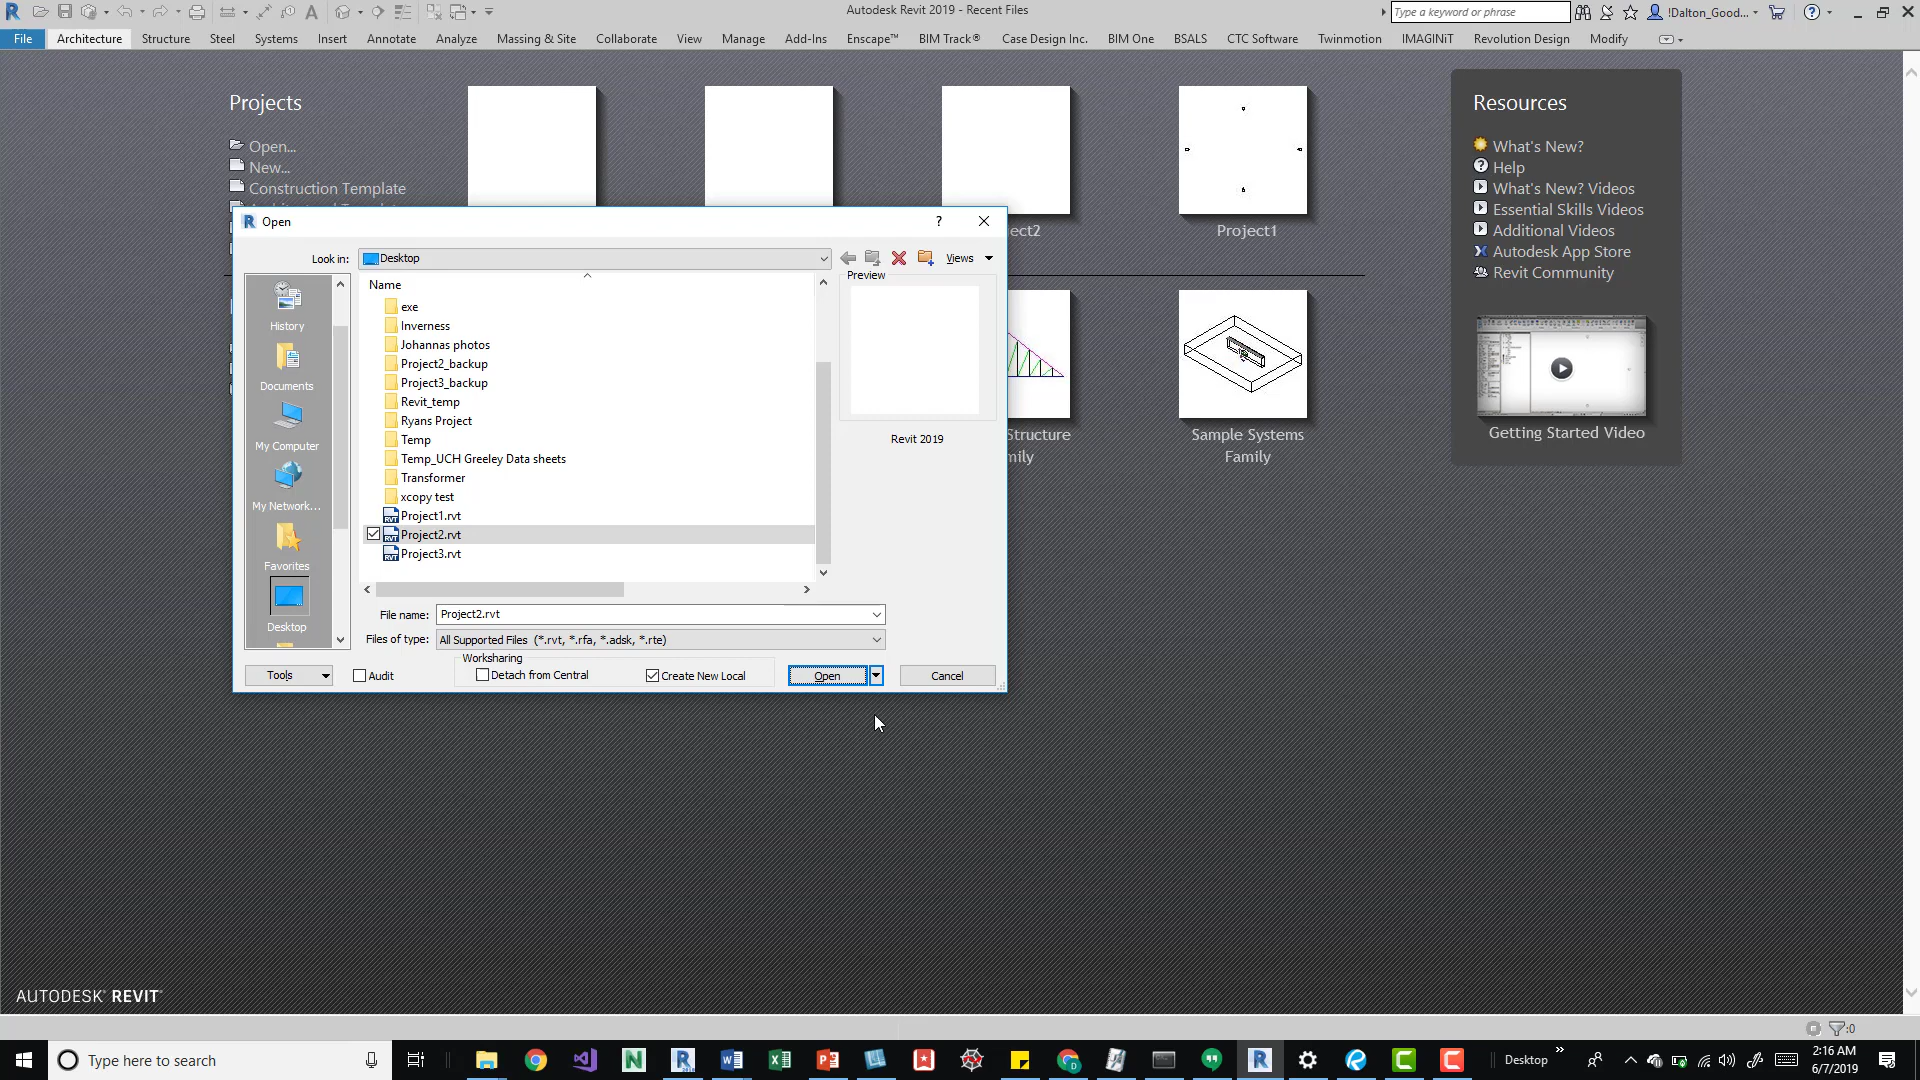 Autodesk Revit 2019 - Recent Files
Type a keyword or phrase
!Dalton_Good...
File Architecture Structure Steel Systems Insert Annotate Analyze Massing & Site Collaborate View Manage Add-Ins Enscape™ BIM Track® Case Design Inc. BIM One BSALS CTC Software Twinmotion IMAGINiT Revolution Design Modify
Projects
Open...
New...
Construction Template
ect2
Project1
Structure
mily
Sample Systems
Family
Resources
What's New?
Help
What's New? Videos
Essential Skills Videos
Additional Videos
Autodesk App Store
Revit Community
Getting Started Video
Open
Look in: Desktop
Views
Preview
Revit 2019
History
Documents
My Computer
My Network...
Favorites
Desktop
Name
exe
Inverness
Johannas photos
Project2_backup
Project3_backup
Revit_temp
Ryans Project
Temp
Temp_UCH Greeley Data sheets
Transformer
xcopy test
Project1.rvt
Project2.rvt
Project3.rvt
File name: Project2.rvt
Files of type: All Supported Files (*.rvt, *.rfa, *.adsk, *.rte)
Worksharing
Tools Audit Detach from Central Create New Local Open Cancel
AUTODESK® REVIT®
:0
Type here to search
Desktop
2:16 AM
6/7/2019